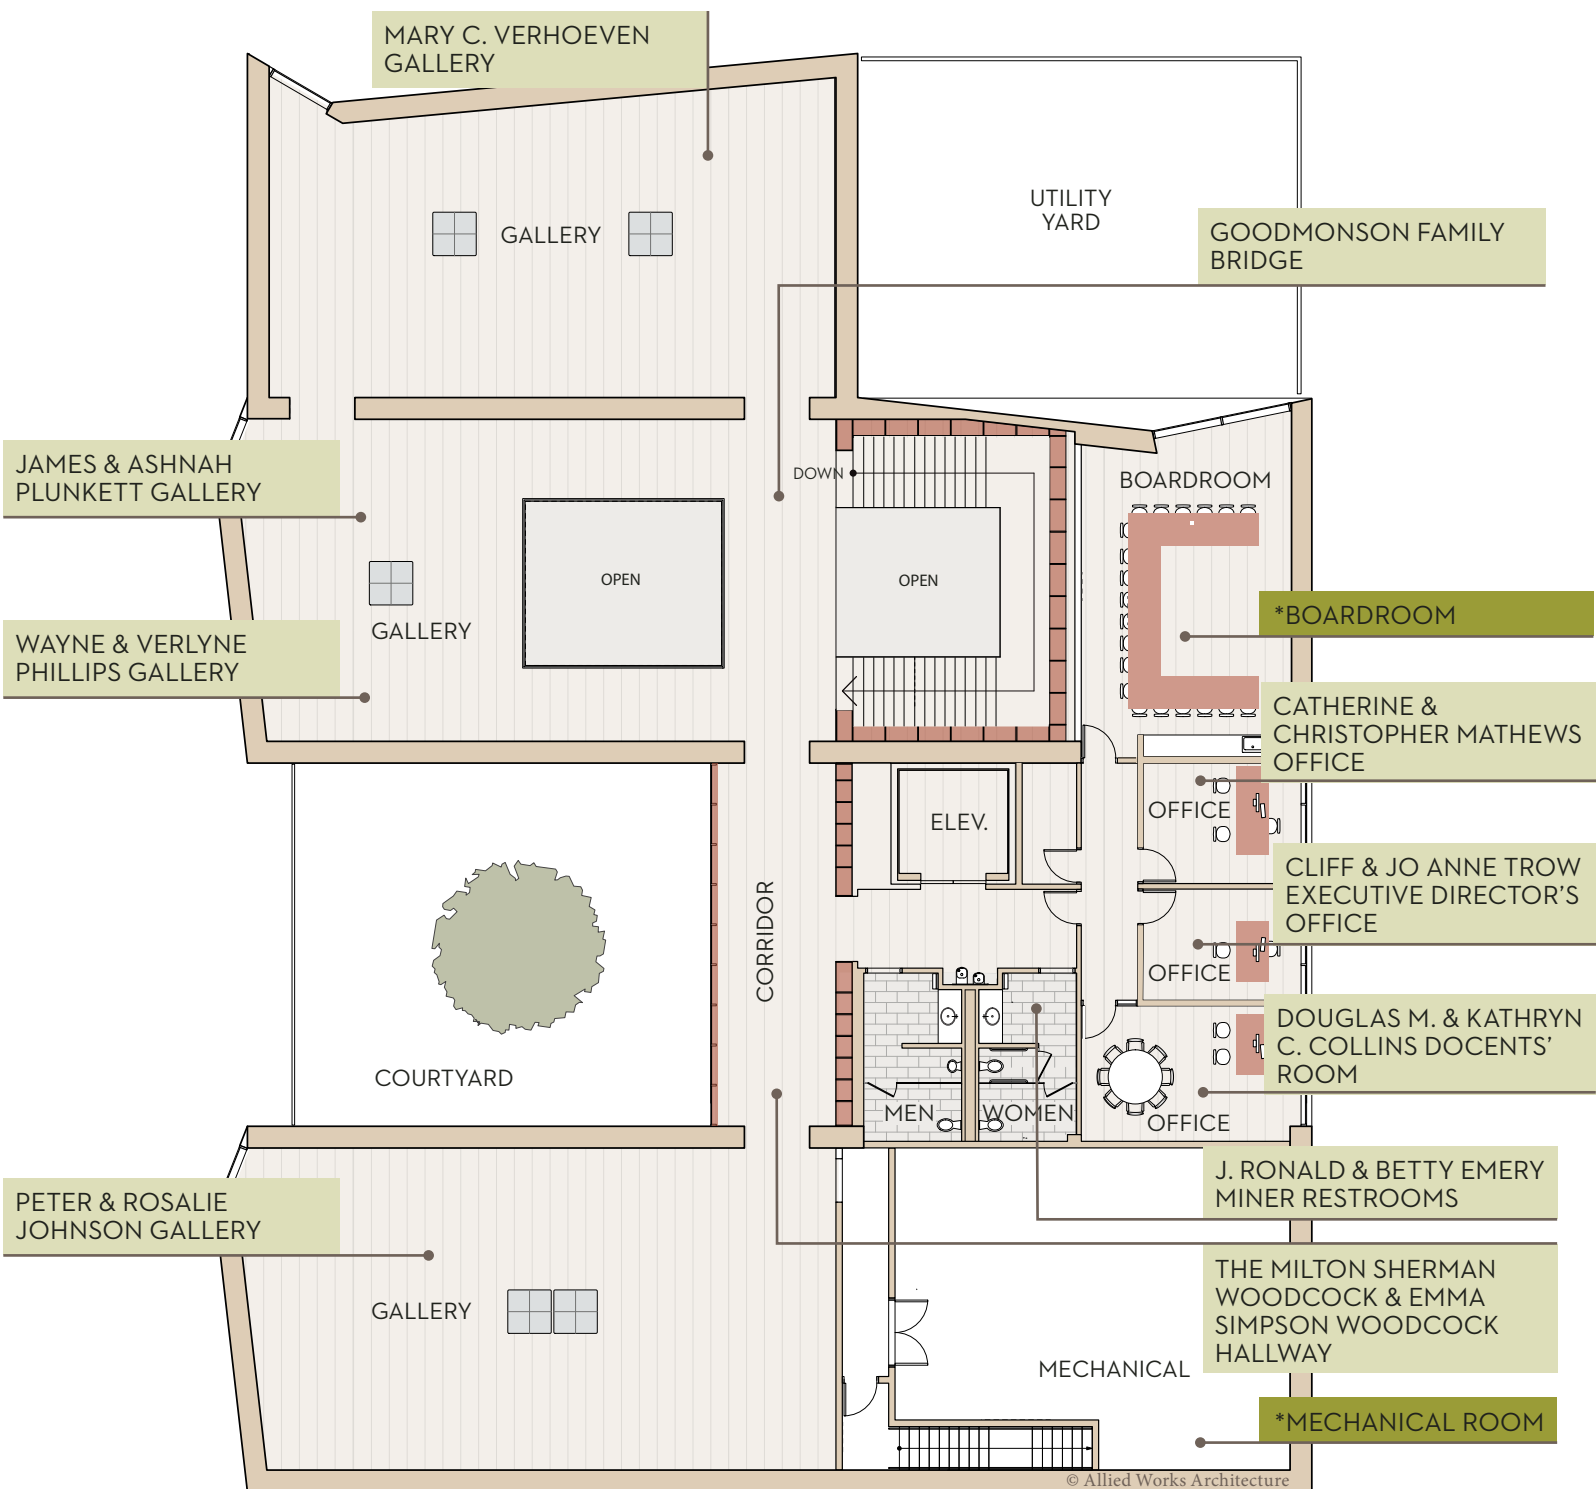 MARY C. VERHOEVEN
GALLERY
UTILITY
YARD
GALLERY
GOODMONSON FAMILY
BRIDGE
JAMES & ASHNAH
PLUNKETT GALLERY
DOWN
BOARDROOM
OPEN
OPEN
*BOARDROOM
WAYNE & VERLYNE
PHILLIPS GALLERY
GALLERY
CATHERINE &
CHRISTOPHER MATHEWS
OFFICE
OFFICE
ELEV.
CLIFF & JO ANNE TROW
EXECUTIVE DIRECTOR'S
OFFICE
CORRIDOR
OFFICE
DOUGLAS M. & KATHRYN
C. COLLINS DOCENTS'
ROOM
COURTYARD
MEN
WOMEN
OFFICE
J. RONALD & BETTY EMERY
MINER RESTROOMS
PETER & ROSALIE
JOHNSON GALLERY
THE MILTON SHERMAN
WOODCOCK & EMMA
SIMPSON WOODCOCK
HALLWAY
GALLERY
MECHANICAL
*MECHANICAL ROOM
© Allied Works Architecture